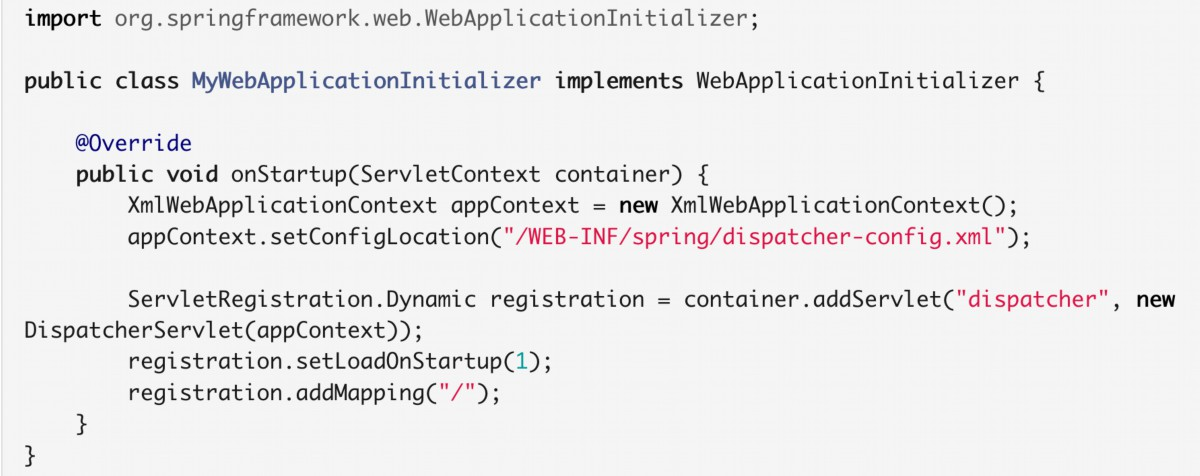 import org.springframework.web.WebApplicationInitializer;
public class MyWebApplicationInitializer implements WebApplicationInitializer {
@Override
public void onStartup(ServletContext container) {
XmlWebApplicationContext appContext = new XmlWebApplicationContext();
appContext.setConfigLocation("/WEB-INF/spring/dispatcher-config.xml");
ServletRegistration.Dynamic registration = container.addServlet("dispatcher", new
DispatcherServlet(appContext));
registration.setLoadOnStartup(1);
registration.addMapping("/");
}
}